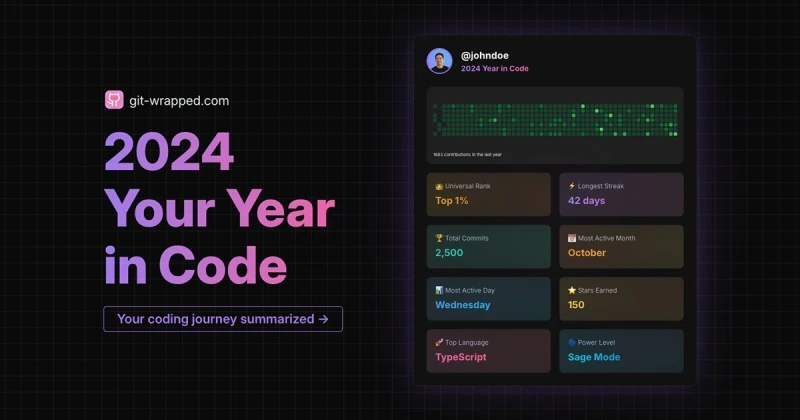 git-wrapped.com
2024
Your Year
in Code
Your coding journey summarized →
@johndoe
2024 Year in Code
contributions in the last year
Universal Rank
Top 1%
Longest Streak
42 days
Total Commits
2,500
Most Active Month
October
Most Active Day
Wednesday
Stars Earned
150
Top Language
TypeScript
Power Level
Sage Mode